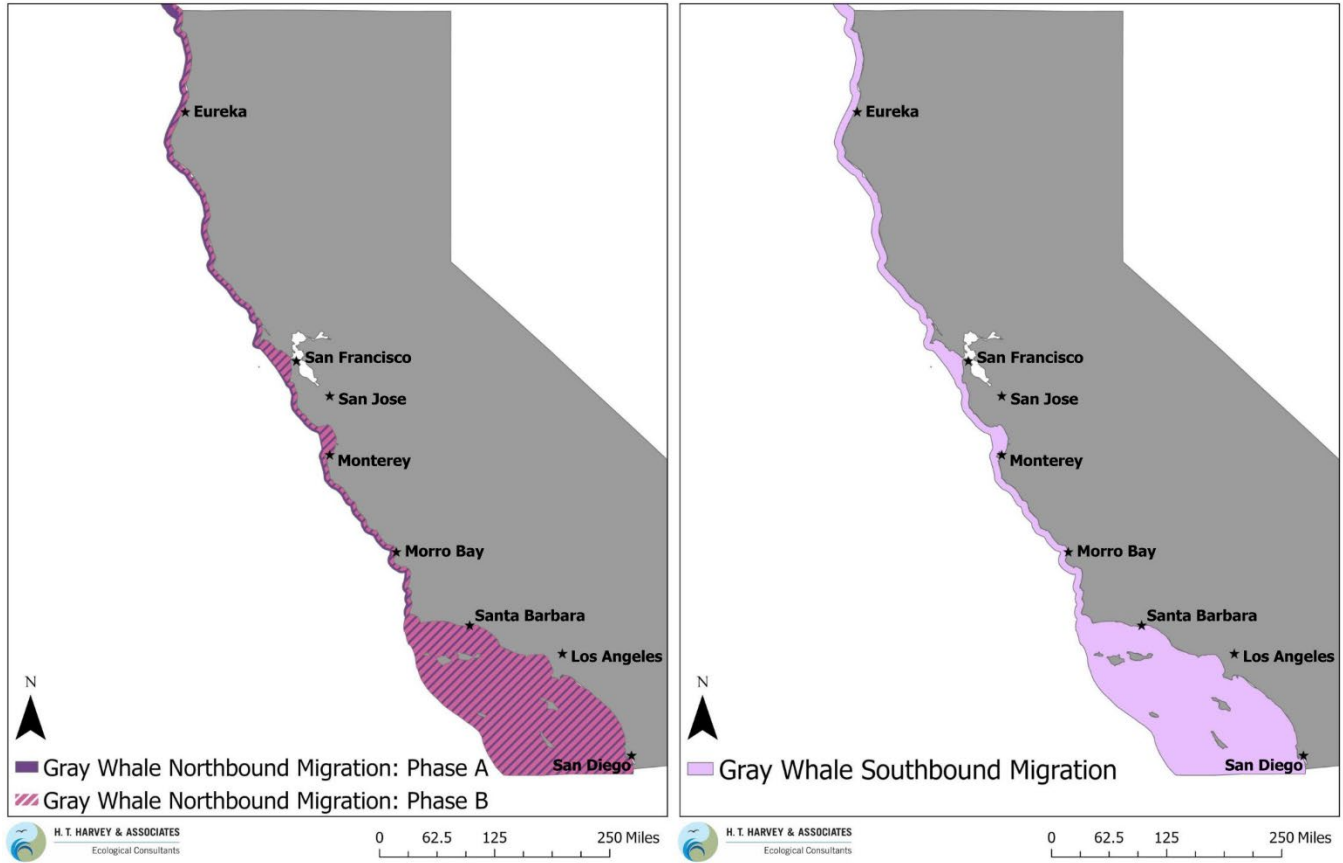 Eureka
San Francisco
San Jose
Monterey
Morro Bay
Santa Barbara
Los Angeles
N
San Diego
Gray Whale Northbound Migration: Phase A
Gray Whale Northbound Migration: Phase B
H. T. HARVEY & ASSOCIATES
Ecological Consultants
0 62.5 125 250 Miles
Eureka
San Francisco
San Jose
Monterey
Morro Bay
Santa Barbara
Los Angeles
N
San Diego
Gray Whale Southbound Migration
H. T. HARVEY & ASSOCIATES
Ecological Consultants
0 62.5 125 250 Miles